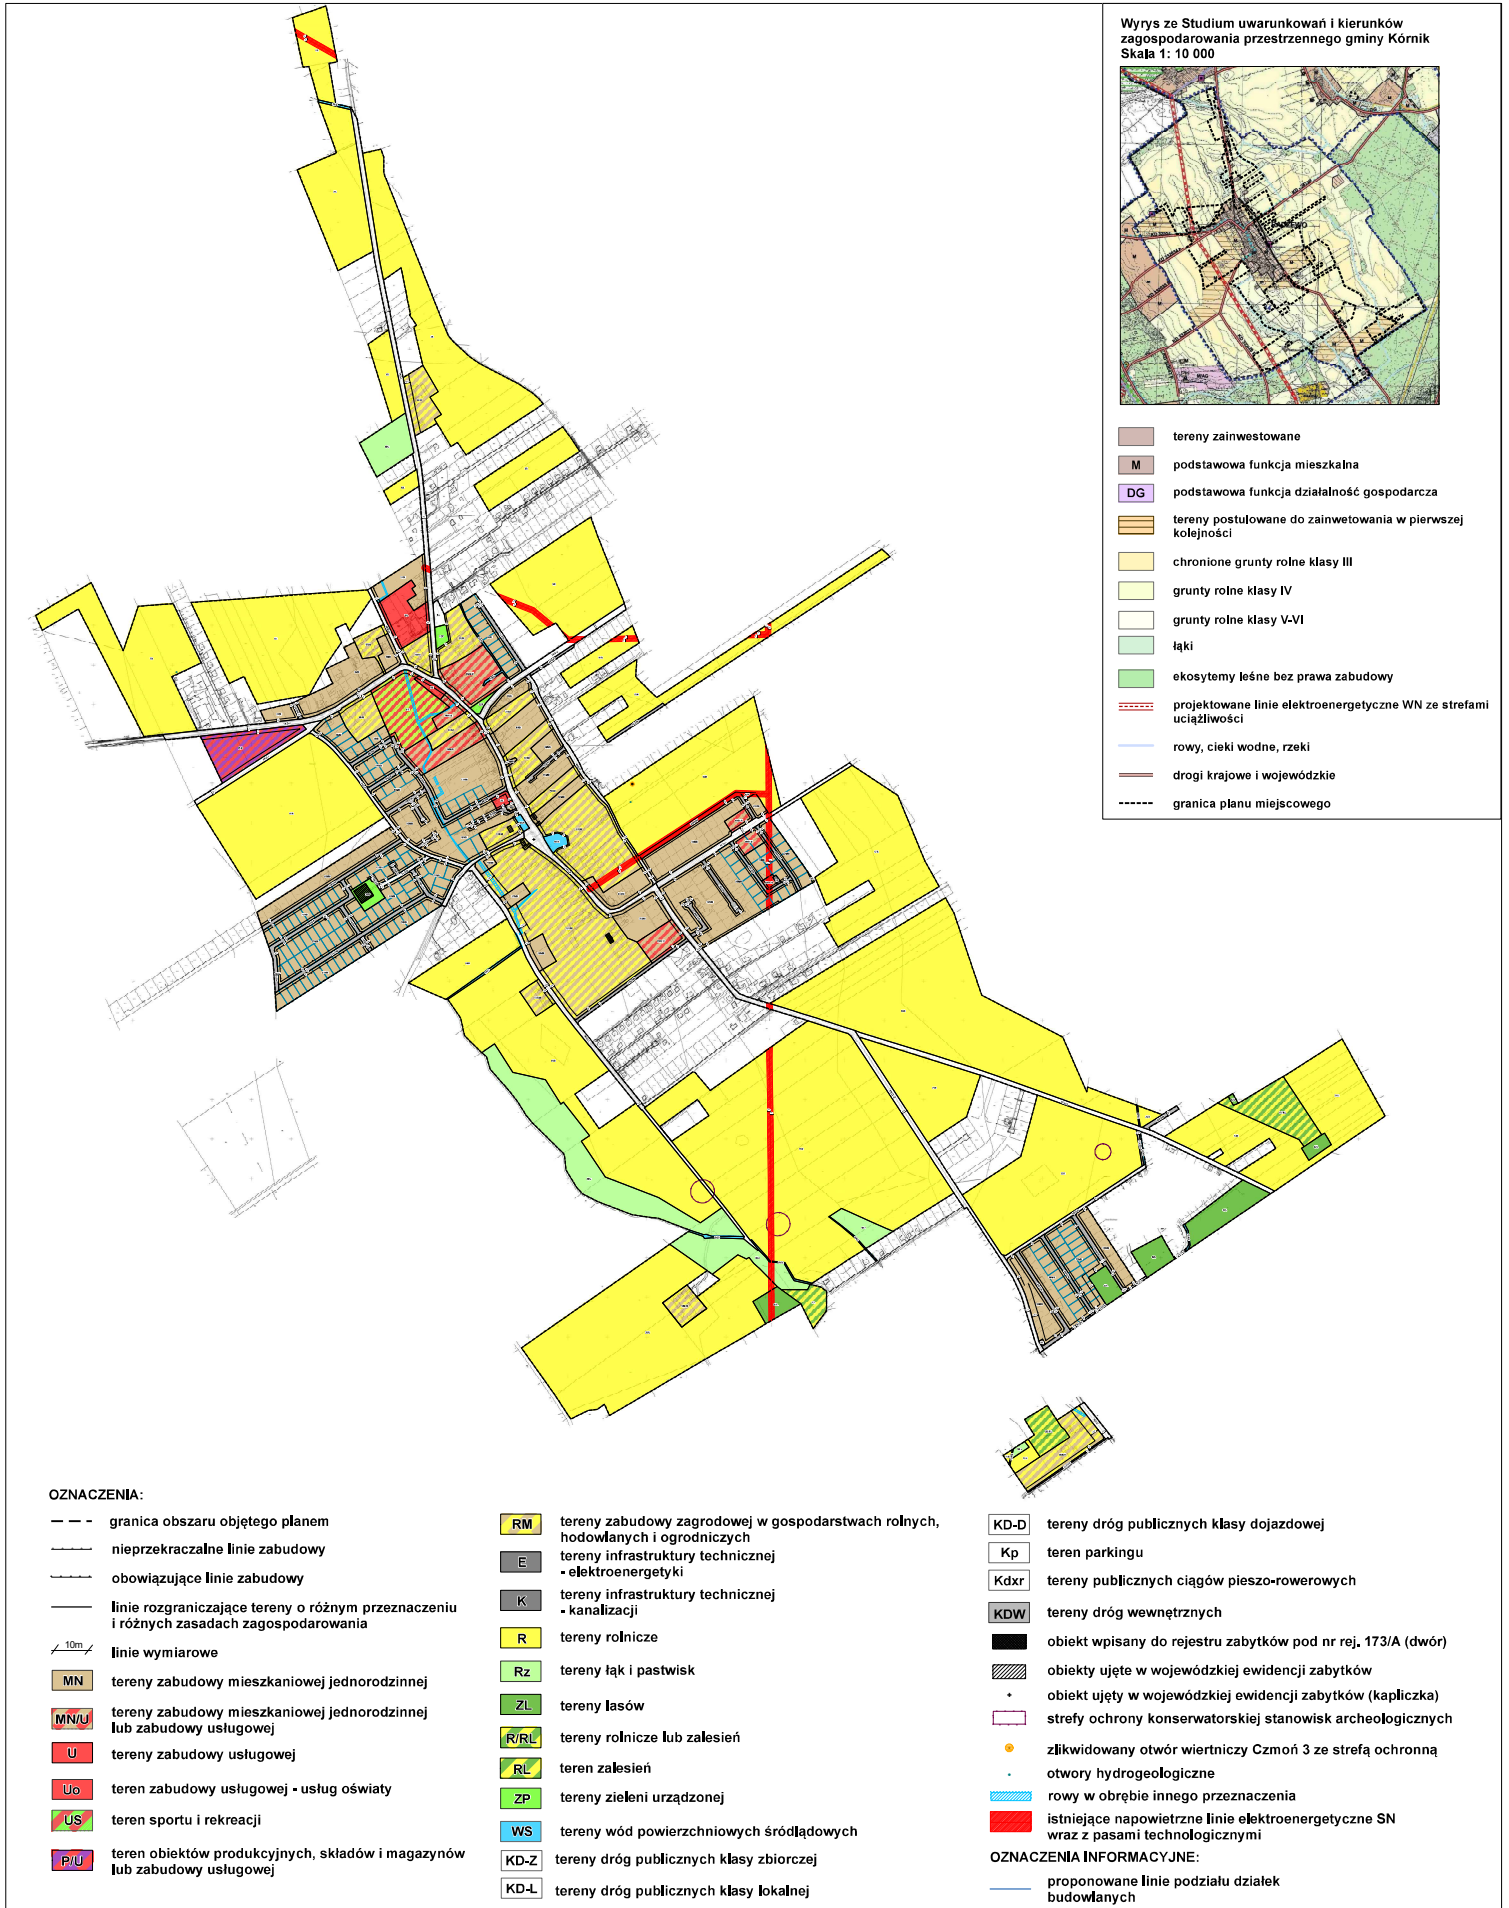 Wyrys ze Studium uwarunkowań i kierunków
zagospodarowania przestrzennego gminy Kórnik
Skala 1: 10 000
tereny zainwestowane
M podstawowa funkcja mieszkalna
DG podstawowa funkcja działalność gospodarcza
tereny postulowane do zainwetowania w pierwszej
kolejności
chronione grunty rolne klasy III
grunty rolne klasy IV
grunty rolne klasy V-VI
łąki
ekosytemy leśne bez prawa zabudowy
projektowane linie elektroenergetyczne WN ze strefami
uciążliwości
rowy, cieki wodne, rzeki
drogi krajowe i wojewódzkie
granica planu miejscowego
OZNACZENIA:
granica obszaru objętego planem
nieprzekraczalne linie zabudowy
obowiązujące linie zabudowy
linie rozgraniczające tereny o różnym przeznaczeniu
i różnych zasadach zagospodarowania
10m linie wymiarowe
MN tereny zabudowy mieszkaniowej jednorodzinnej
MN/U tereny zabudowy mieszkaniowej jednorodzinnej
lub zabudowy usługowej
U tereny zabudowy usługowej
Uo teren zabudowy usługowej - usług oświaty
US teren sportu i rekreacji
P/U teren obiektów produkcyjnych, składów i magazynów
lub zabudowy usługowej
RM tereny zabudowy zagrodowej w gospodarstwach rolnych,
hodowlanych i ogrodniczych
E tereny infrastruktury technicznej
- elektroenergetyki
K tereny infrastruktury technicznej
- kanalizacji
R tereny rolnicze
Rz tereny łąk i pastwisk
ZL tereny lasów
R/RL tereny rolnicze lub zalesień
RL teren zalesień
ZP tereny zieleni urządzonej
WS tereny wód powierzchniowych śródlądowych
KD-Z tereny dróg publicznych klasy zbiorczej
KD-L tereny dróg publicznych klasy lokalnej
KD-D tereny dróg publicznych klasy dojazdowej
Kp teren parkingu
Kdxr tereny publicznych ciągów pieszo-rowerowych
KDW tereny dróg wewnętrznych
obiekt wpisany do rejestru zabytków pod nr rej. 173/A (dwór)
obiekty ujęte w wojewódzkiej ewidencji zabytków
obiekt ujęty w wojewódzkiej ewidencji zabytków (kapliczka)
strefy ochrony konserwatorskiej stanowisk archeologicznych
zlikwidowany otwór wiertniczy Czmoń 3 ze strefą ochronną
otwory hydrogeologiczne
rowy w obrębie innego przeznaczenia
istniejące napowietrzne linie elektroenergetyczne SN
wraz z pasami technologicznymi
OZNACZENIA INFORMACYJNE:
proponowane linie podziału działek
budowlanych